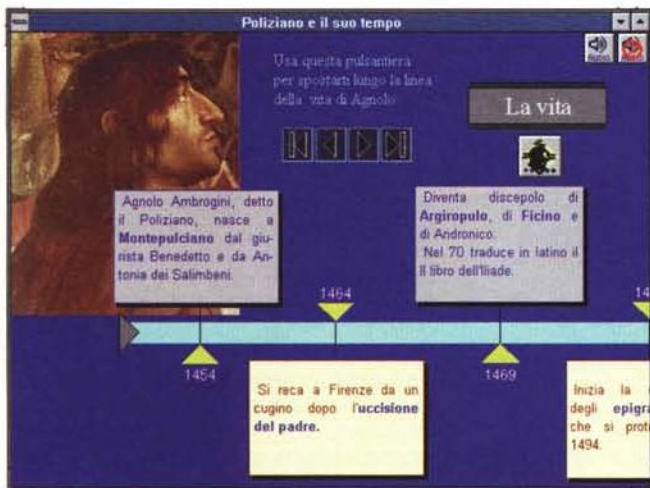 Poliziano e il suo tempo
Usa questa pulsantiera
per spostarti lungo la linea
della vita di Agnolo
La vita
Agnolo Ambrogini, detto
il Poliziano, nasce a
Montepulciano dal giu-
rista Benedetto e da An-
tonia dei Salimbeni.
Diventa discepolo di
Argiropulo, di Ficino e
di Andronico.
Nel 70 traduce in latino il
II libro dell'Iliade.
1464
14
1454
1469
Si reca a Firenze da un
cugino dopo l'uccisione
del padre.
Inizia la
degli epigra
che si prot
1494.